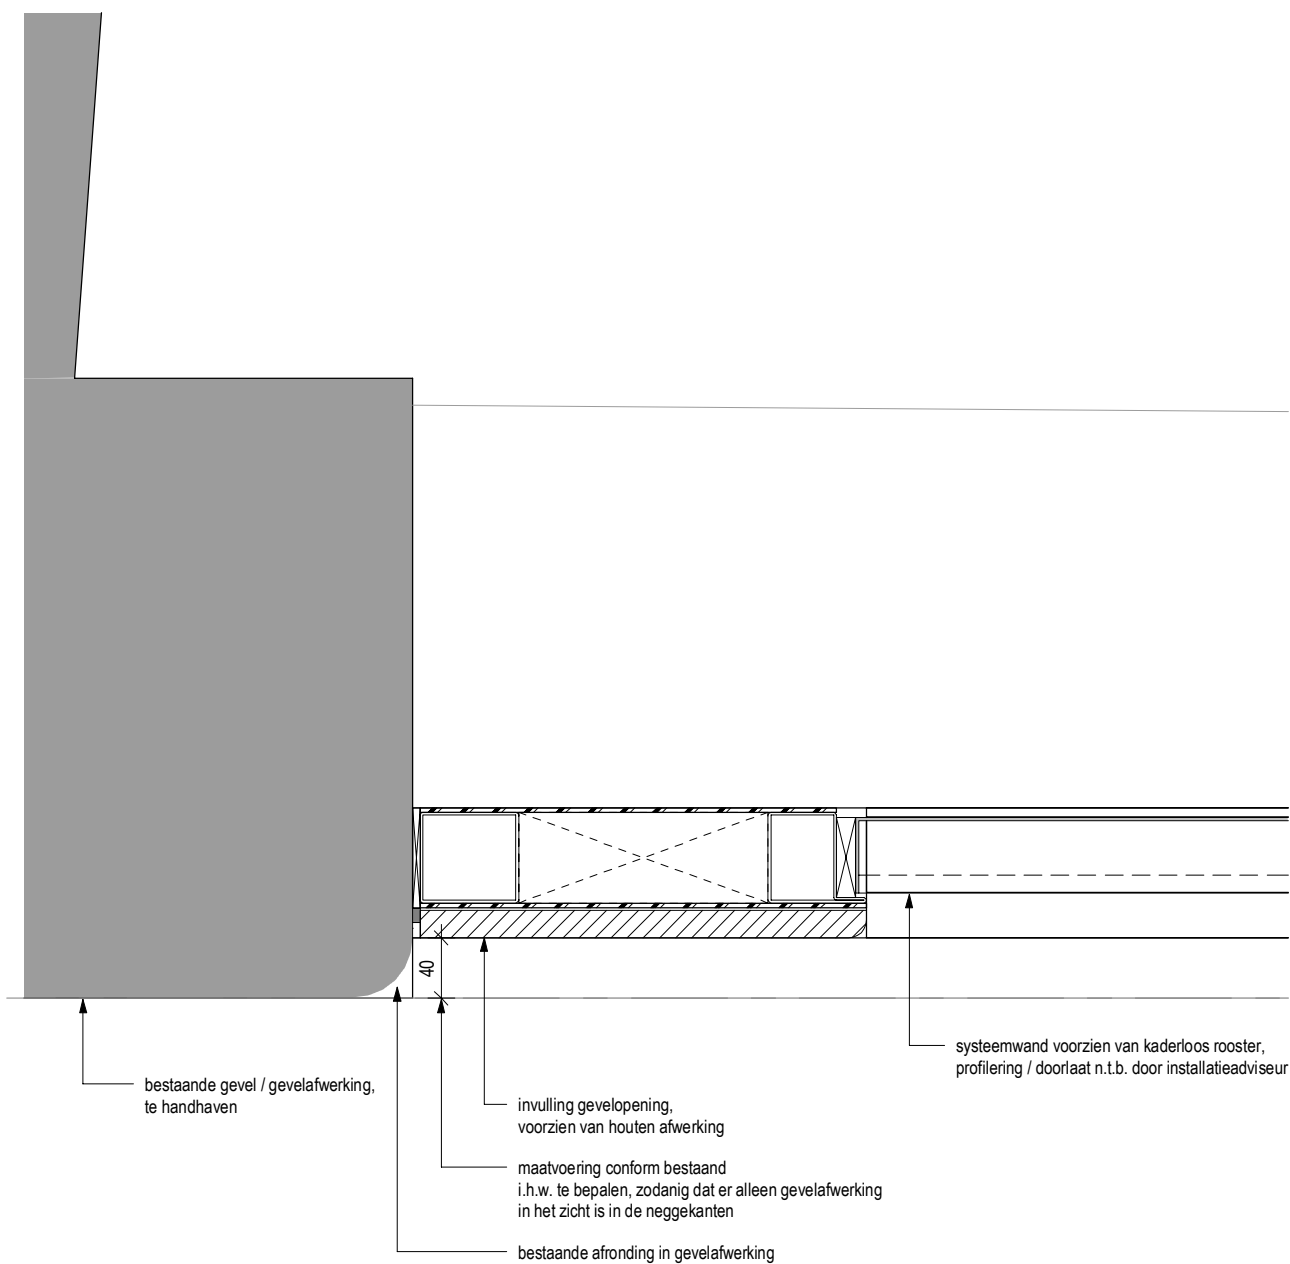 40
systeemwand voorzien van kaderloos rooster,
profilering / doorlaat n.t.b. door installatieadviseur
bestaande gevel / gevelafwerking,
te handhaven
invulling gevelopening,
voorzien van houten afwerking
maatvoering conform bestaand
i.h.w. te bepalen, zodanig dat er alleen gevelafwerking
in het zicht is in de neggekanten
bestaande afronding in gevelafwerking